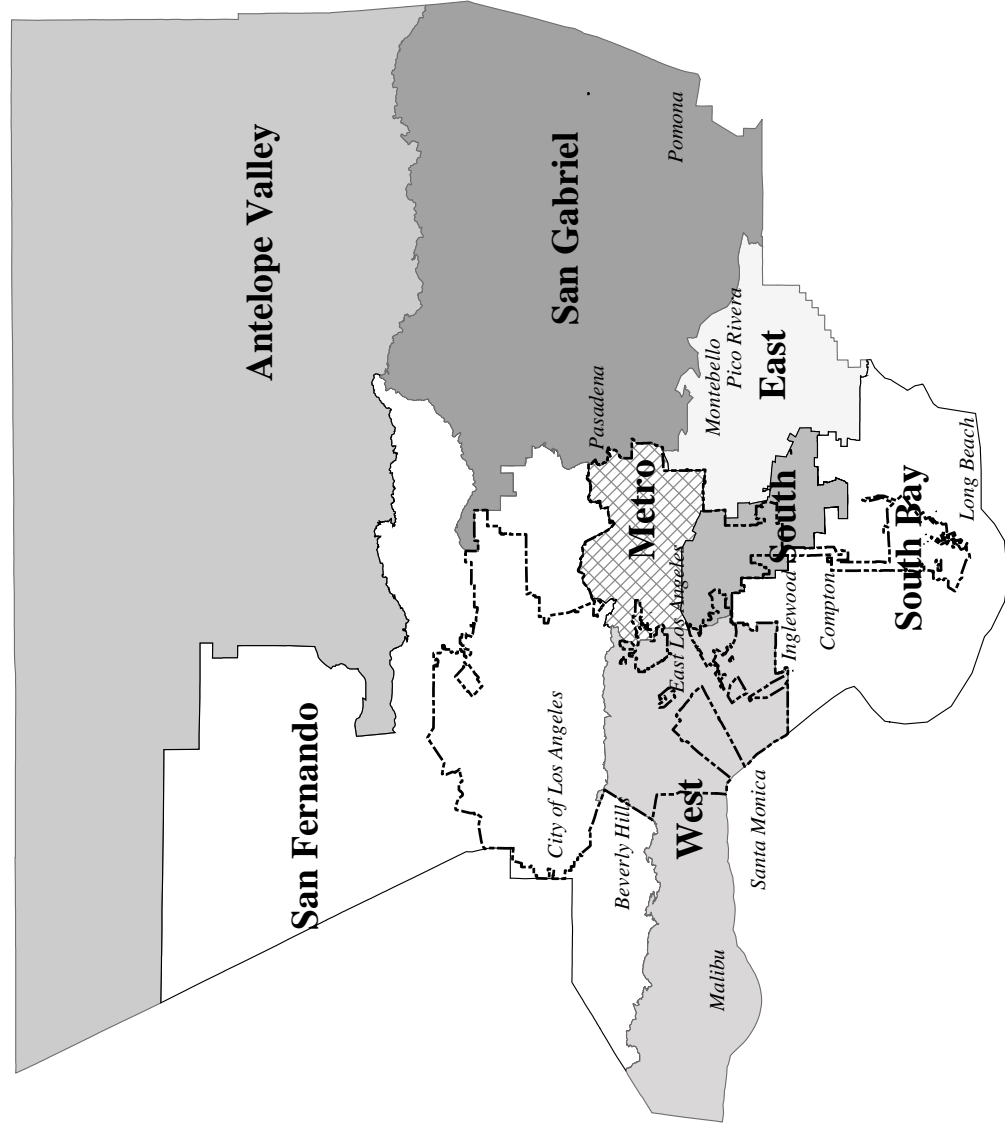 Antelope Valley
San Fernando
San Gabriel
Pomona
Pasadena
Metro
City of Los Angeles
Beverly Hills
East Los Angeles
Montebello
Pico Rivera
East
West
South
Malibu
Santa Monica
Inglewood
Compton
South Bay
Long Beach